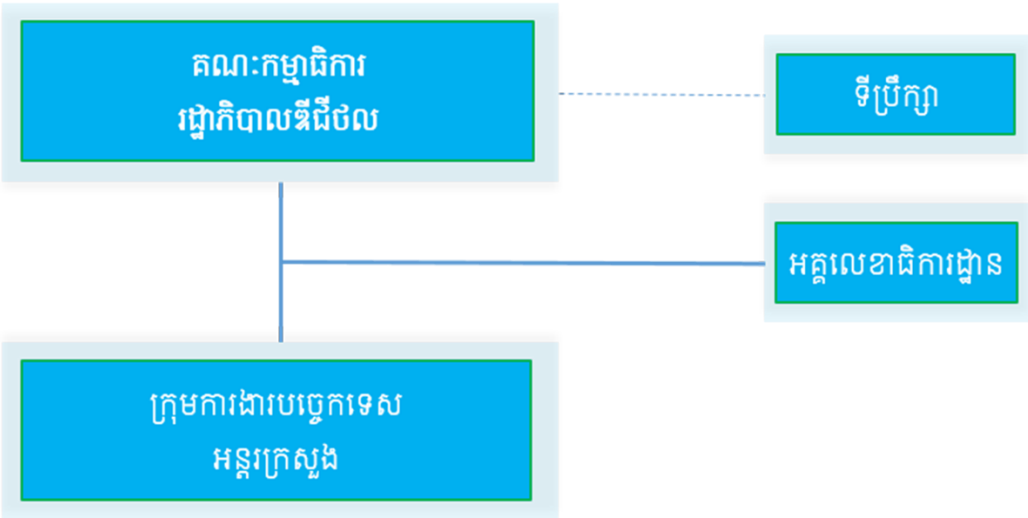 គណៈកម្មាធិការ
រដ្ឋាភិបាលឌីជីថល
ទីប្រឹក្សា
អគ្គលេខាធិការដ្ឋាន
ក្រុមការងារបច្ចេកទេស
អន្តរក្រសួង